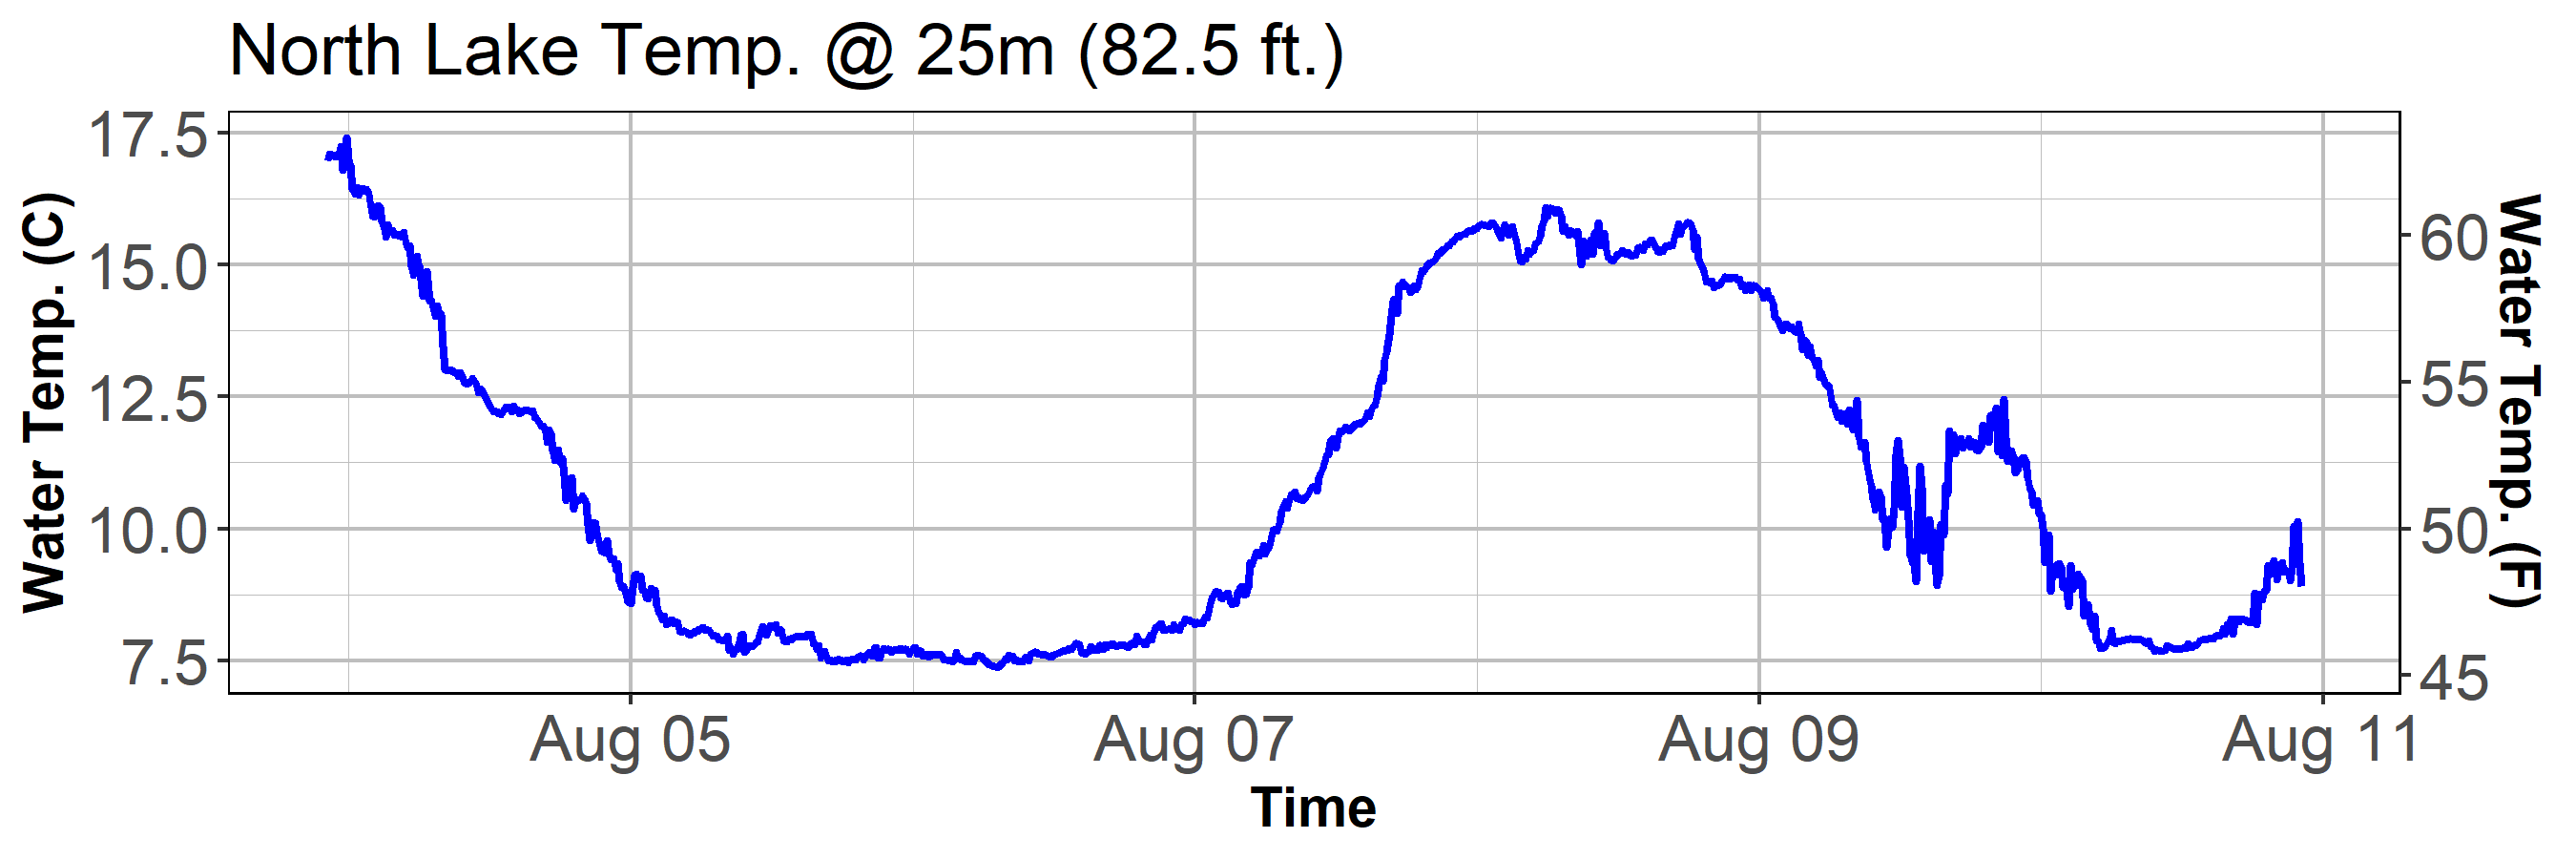 North Lake Temp. @ 25m (82.5 ft.)
Water Temp. (C)
17.5
15.0
12.5
10.0
7.5
60
55
50
45
Water Temp. (F)
Aug 05 Aug 07 Aug 09 Aug 11
Time